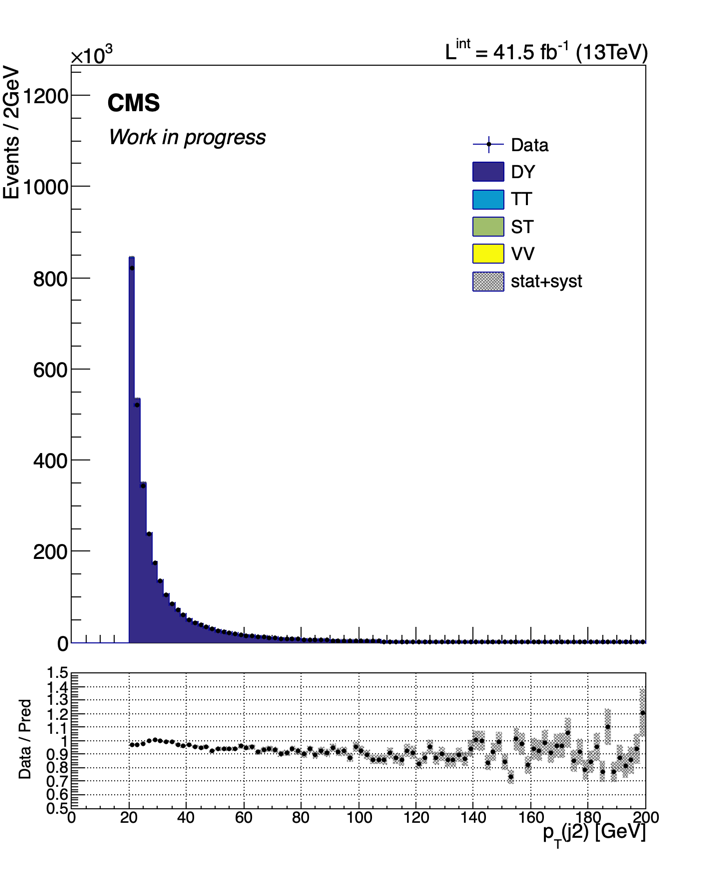 ×10³
L^int = 41.5 fb⁻¹ (13TeV)
Events / 2GeV
1200
1000
800
600
400
200
0
CMS
Work in progress
Data
DY
TT
ST
VV
stat+syst
Data / Pred
1.5
1.4
1.3
1.2
1.1
1
0.9
0.8
0.7
0.6
0.5
0 20 40 60 80 100 120 140 160 180 200
p_T(j2) [GeV]